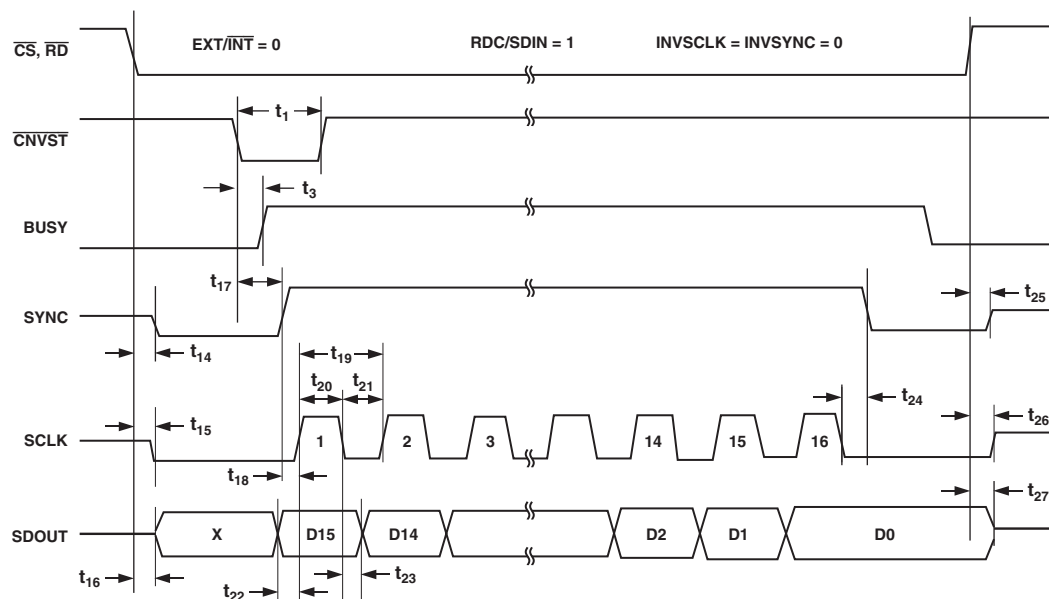 EXT/INT = 0 RDC/SDIN = 1 INVSCLK = INVSYNC = 0
CS, RD
t1
CNVST
t3
BUSY
t17
t25
SYNC
t14
t19
t20 t21
t24
t15
t26
SCLK
1 2 3 14 15 16
t18
t27
SDOUT
X D15 D14 D2 D1 D0
t16
t22
t23